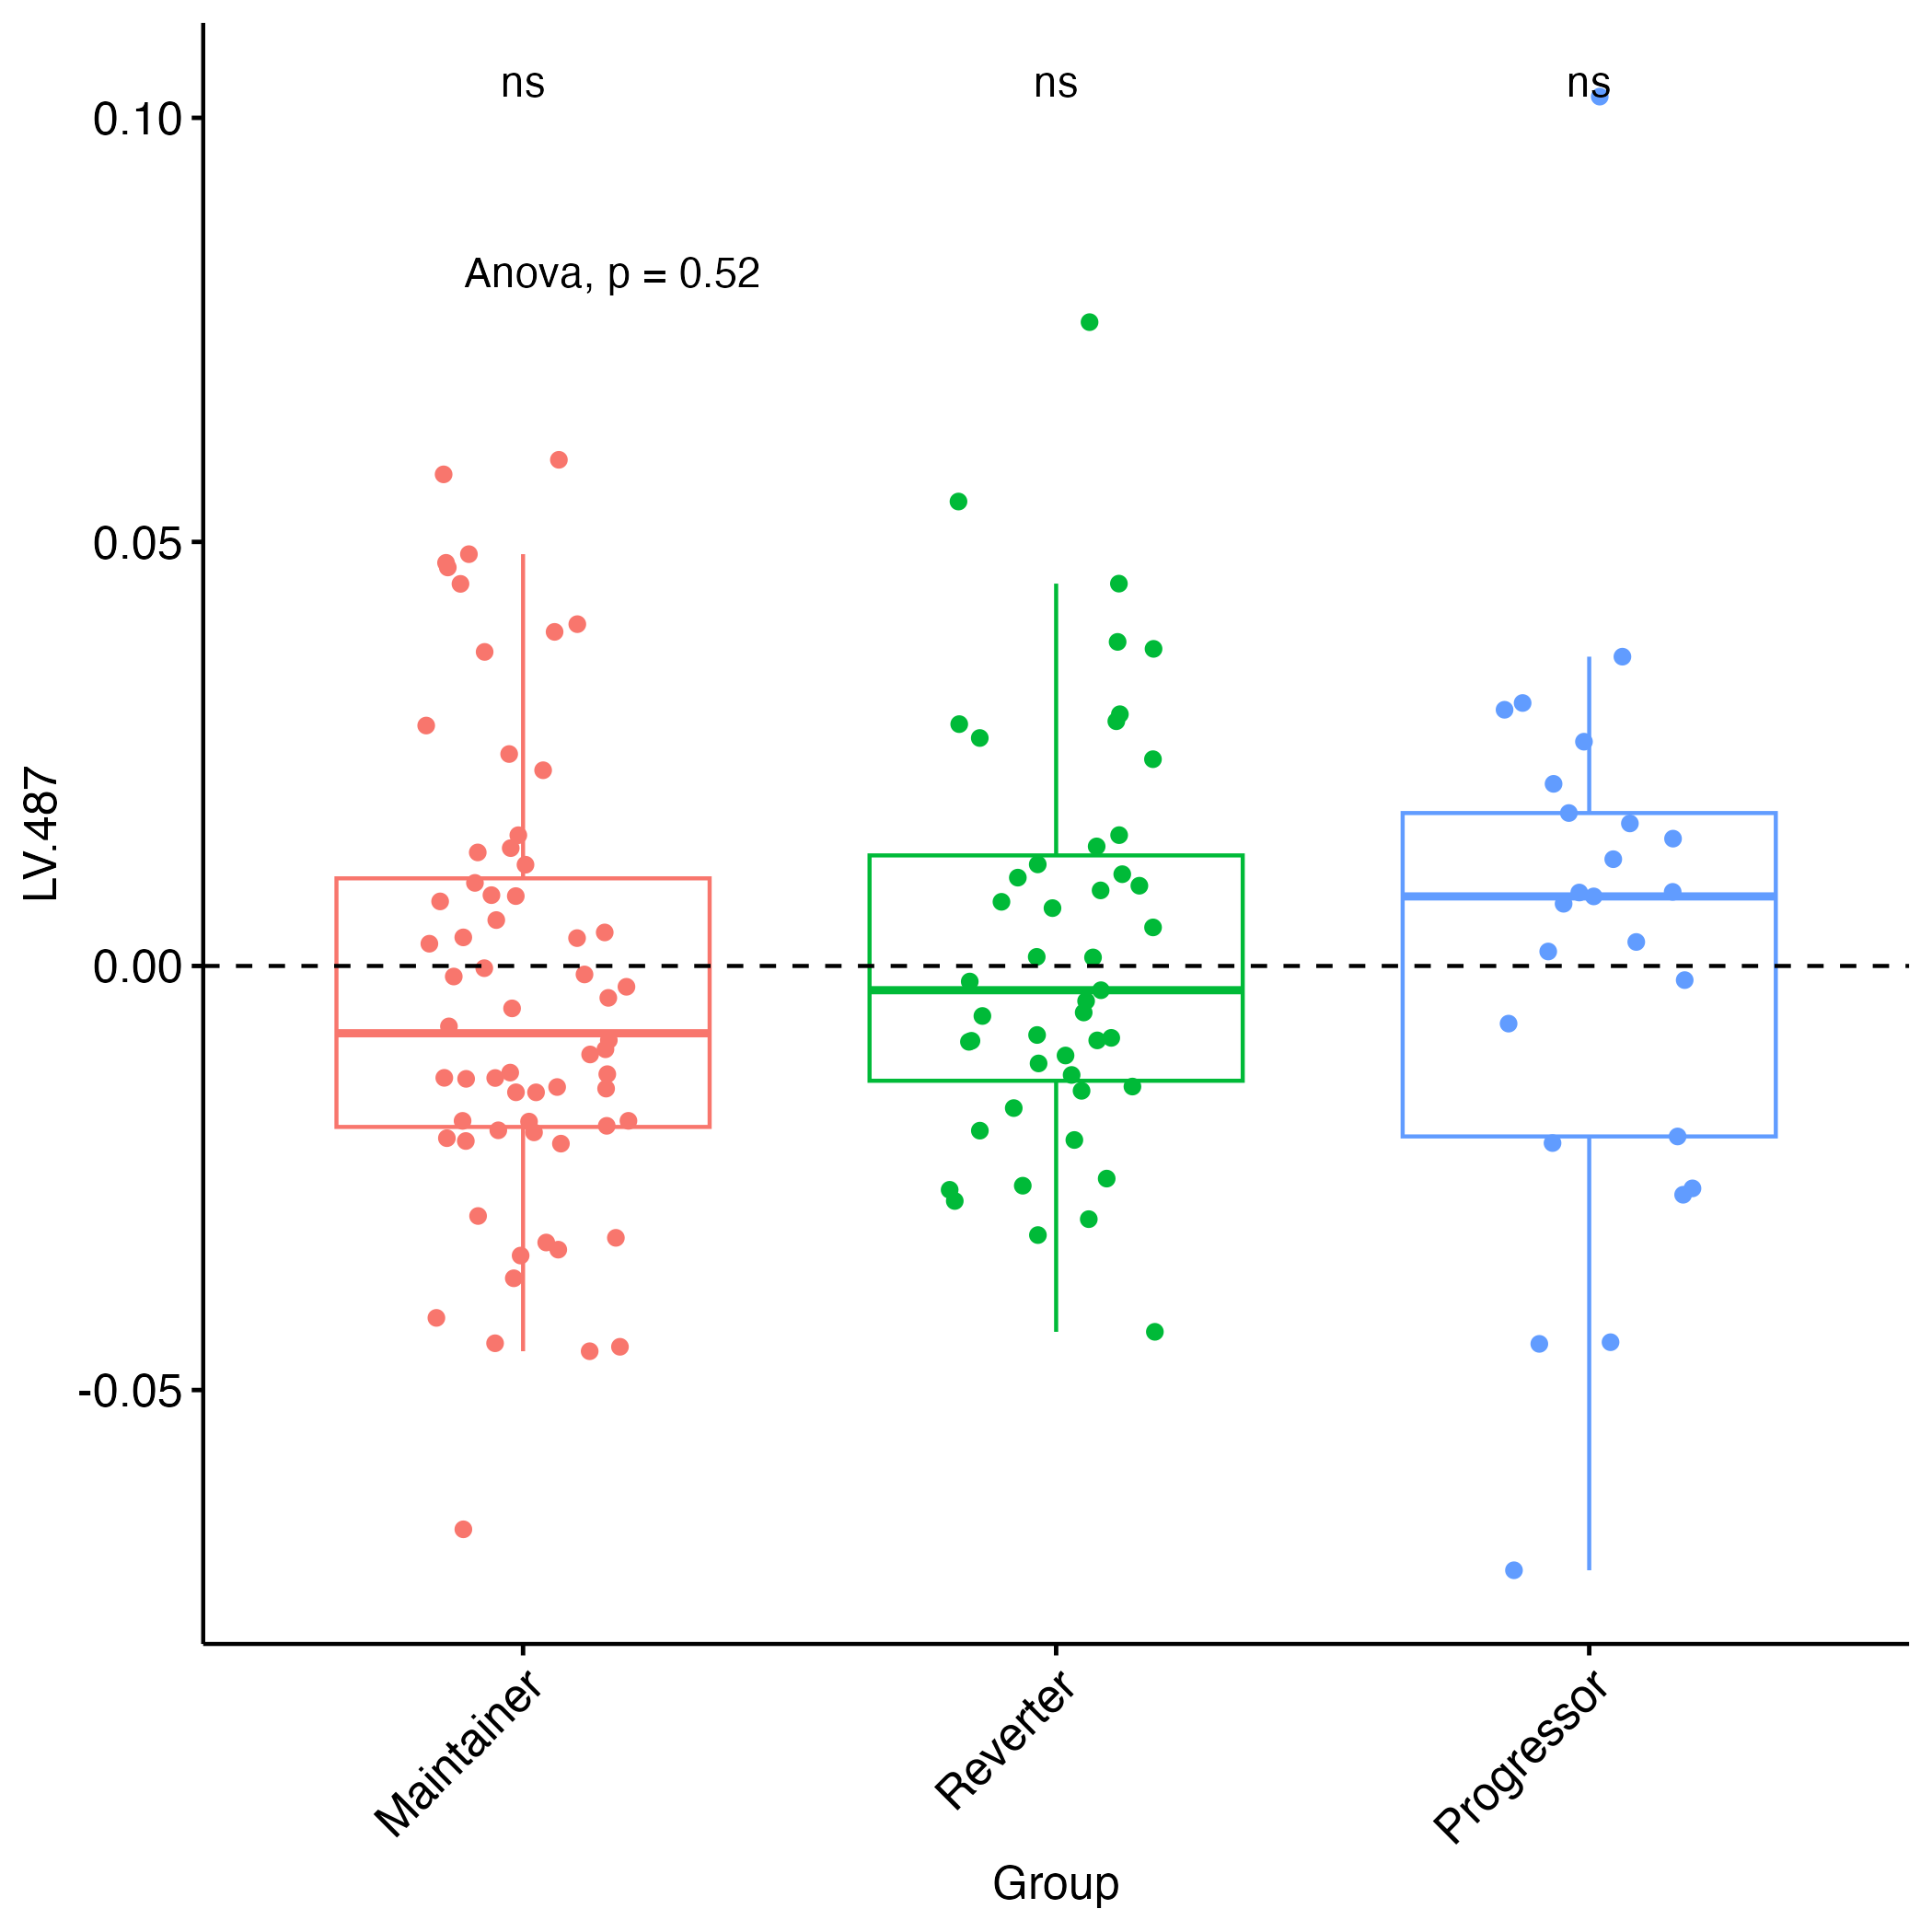 ns ns ns
0.10
Anova, p = 0.52
0.05
LV.487
0.00
-0.05
Maintainer Reverter Progressor
Group